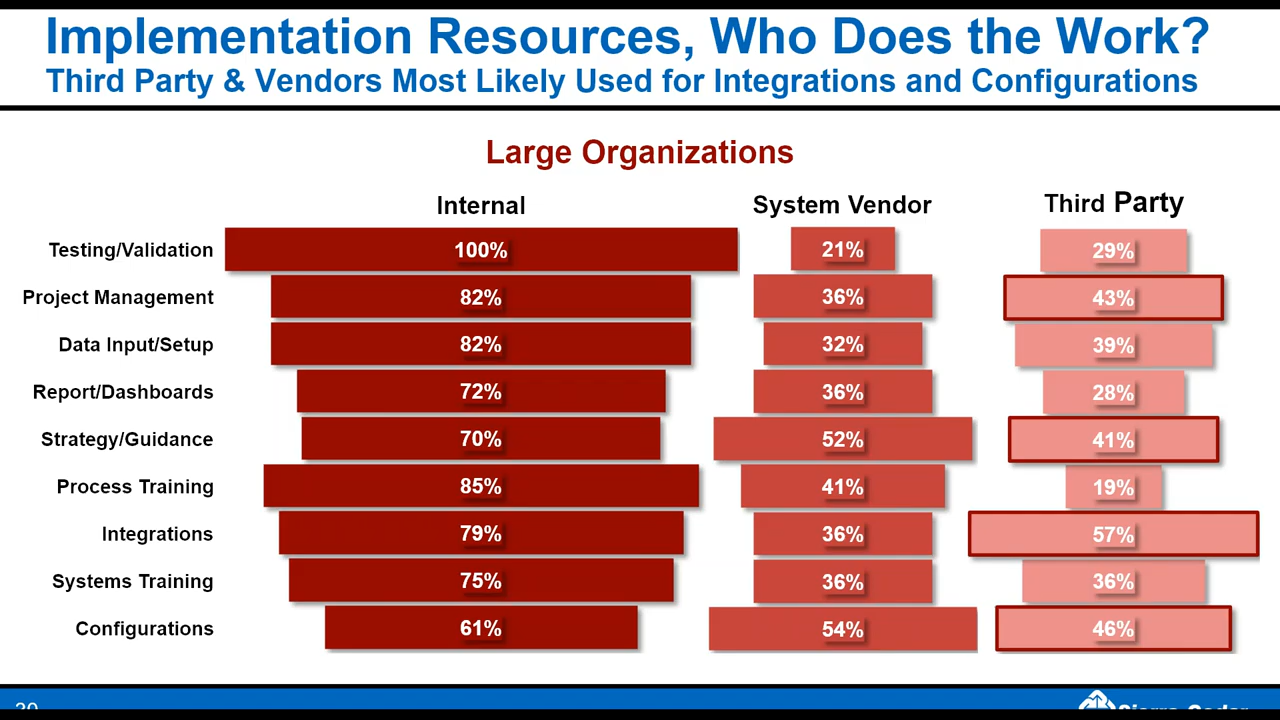 Implementation Resources, Who Does the Work?
Third Party & Vendors Most Likely Used for Integrations and Configurations
Large Organizations
Internal System Vendor Third Party
Testing/Validation 100% 21% 29%
Project Management 82% 36% 43%
Data Input/Setup 82% 32% 39%
Report/Dashboards 72% 36% 28%
Strategy/Guidance 70% 52% 41%
Process Training 85% 41% 19%
Integrations 79% 36% 57%
Systems Training 75% 36% 36%
Configurations 61% 54% 46%